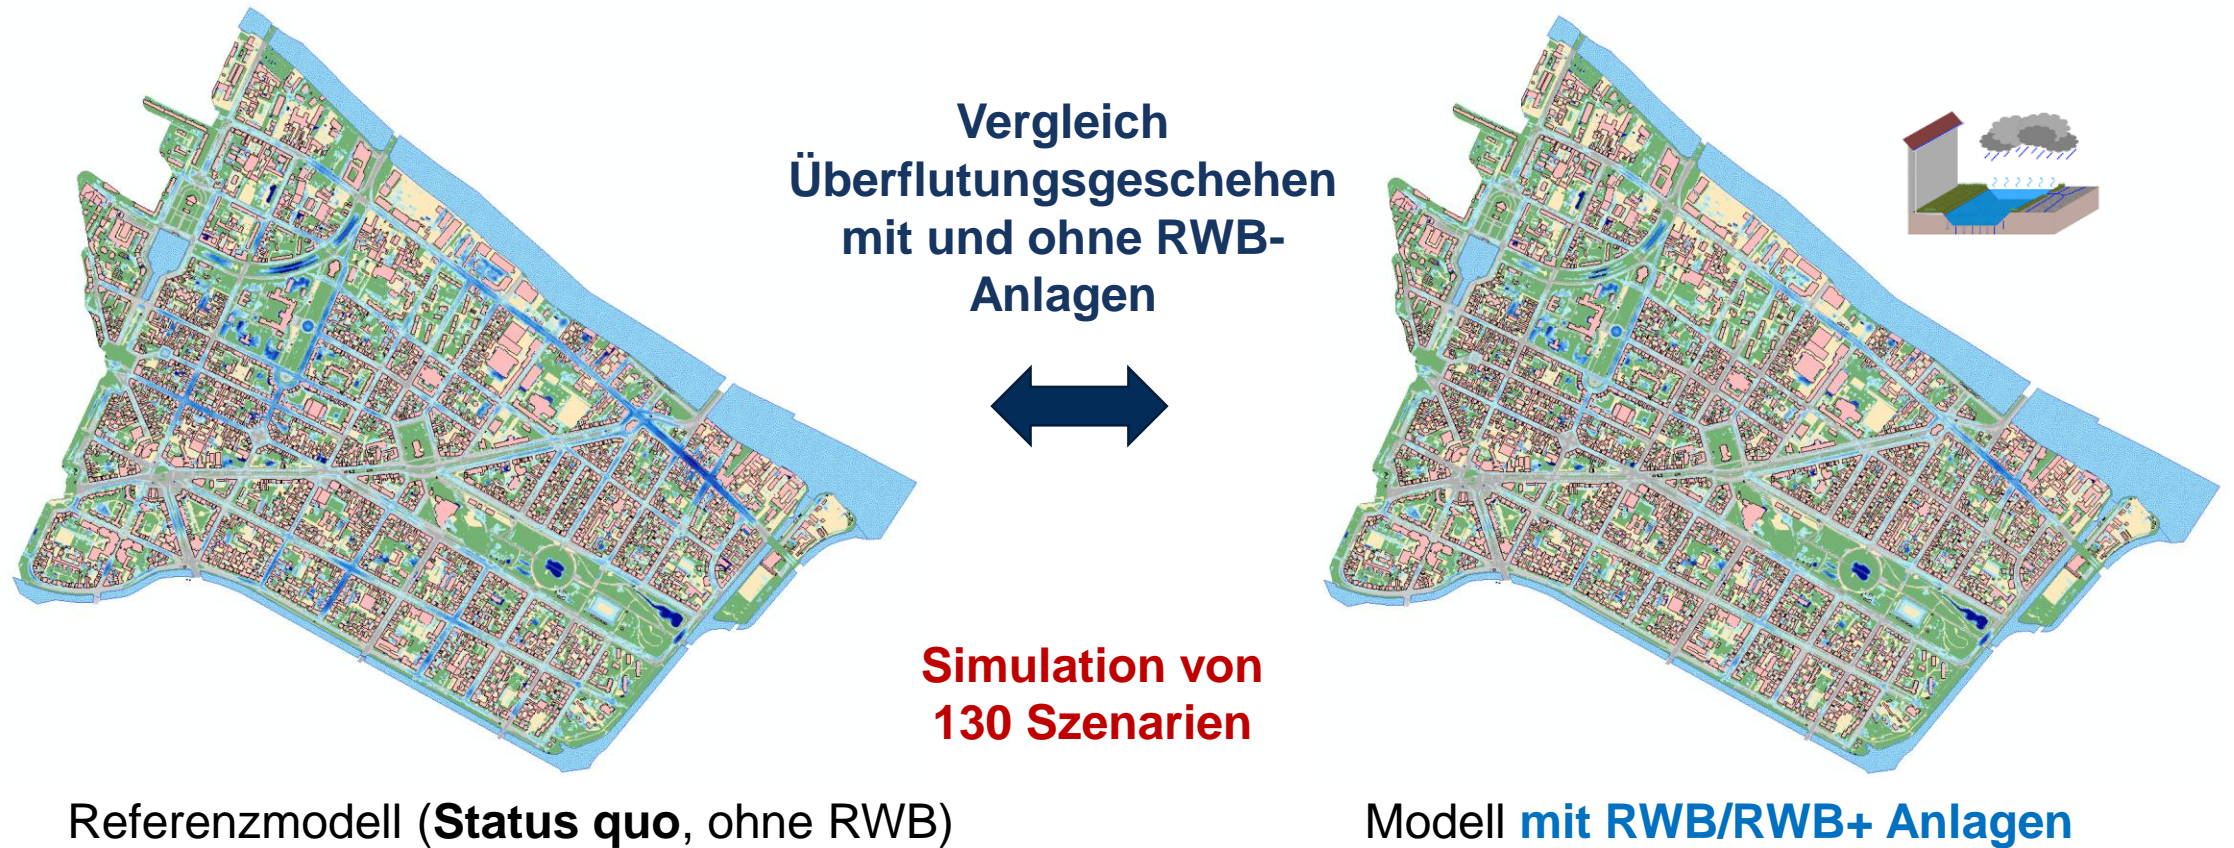 Vergleich
Überflutungsgeschehen
mit und ohne RWB-
Anlagen
Simulation von
130 Szenarien
Referenzmodell (Status quo, ohne RWB)
Modell mit RWB/RWB+ Anlagen